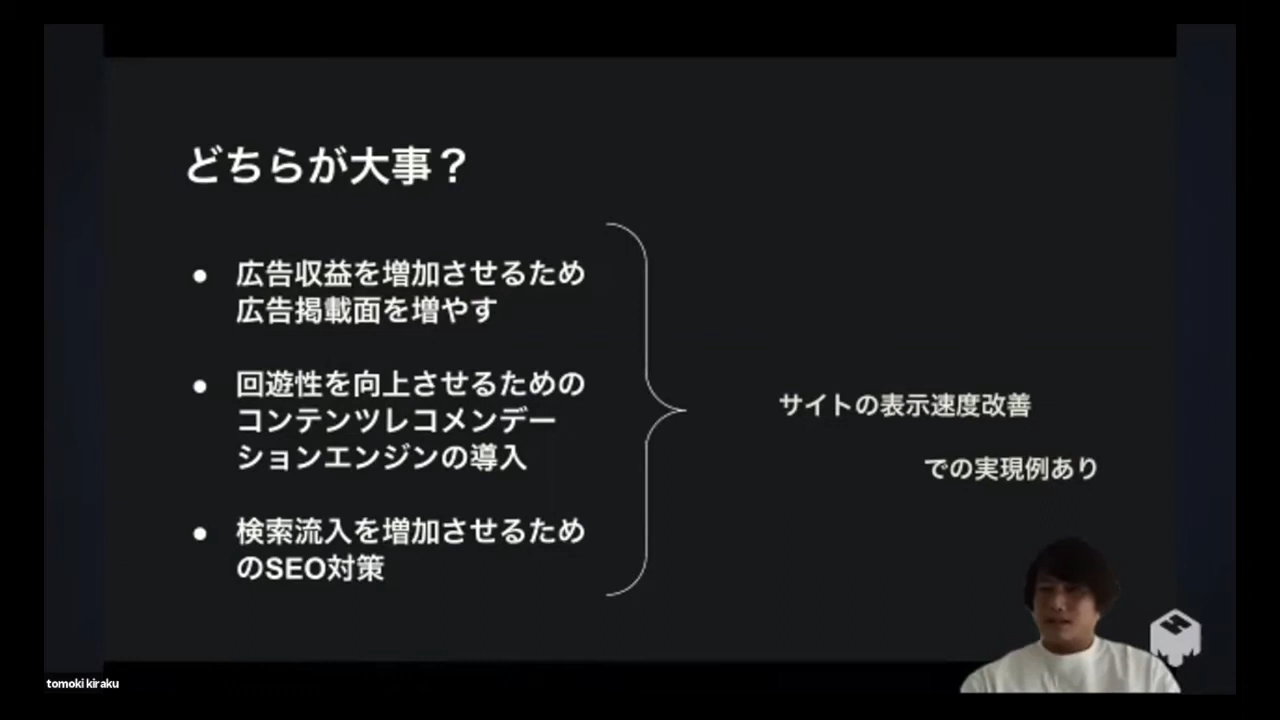 どちらが大事？
● 広告収益を増加させるため
広告掲載面を増やす
● 回遊性を向上させるための
コンテンツレコメンデー
ションエンジンの導入
● 検索流入を増加させるため
のSEO対策
サイトの表示速度改善
での実現例あり
tomoki kiraku